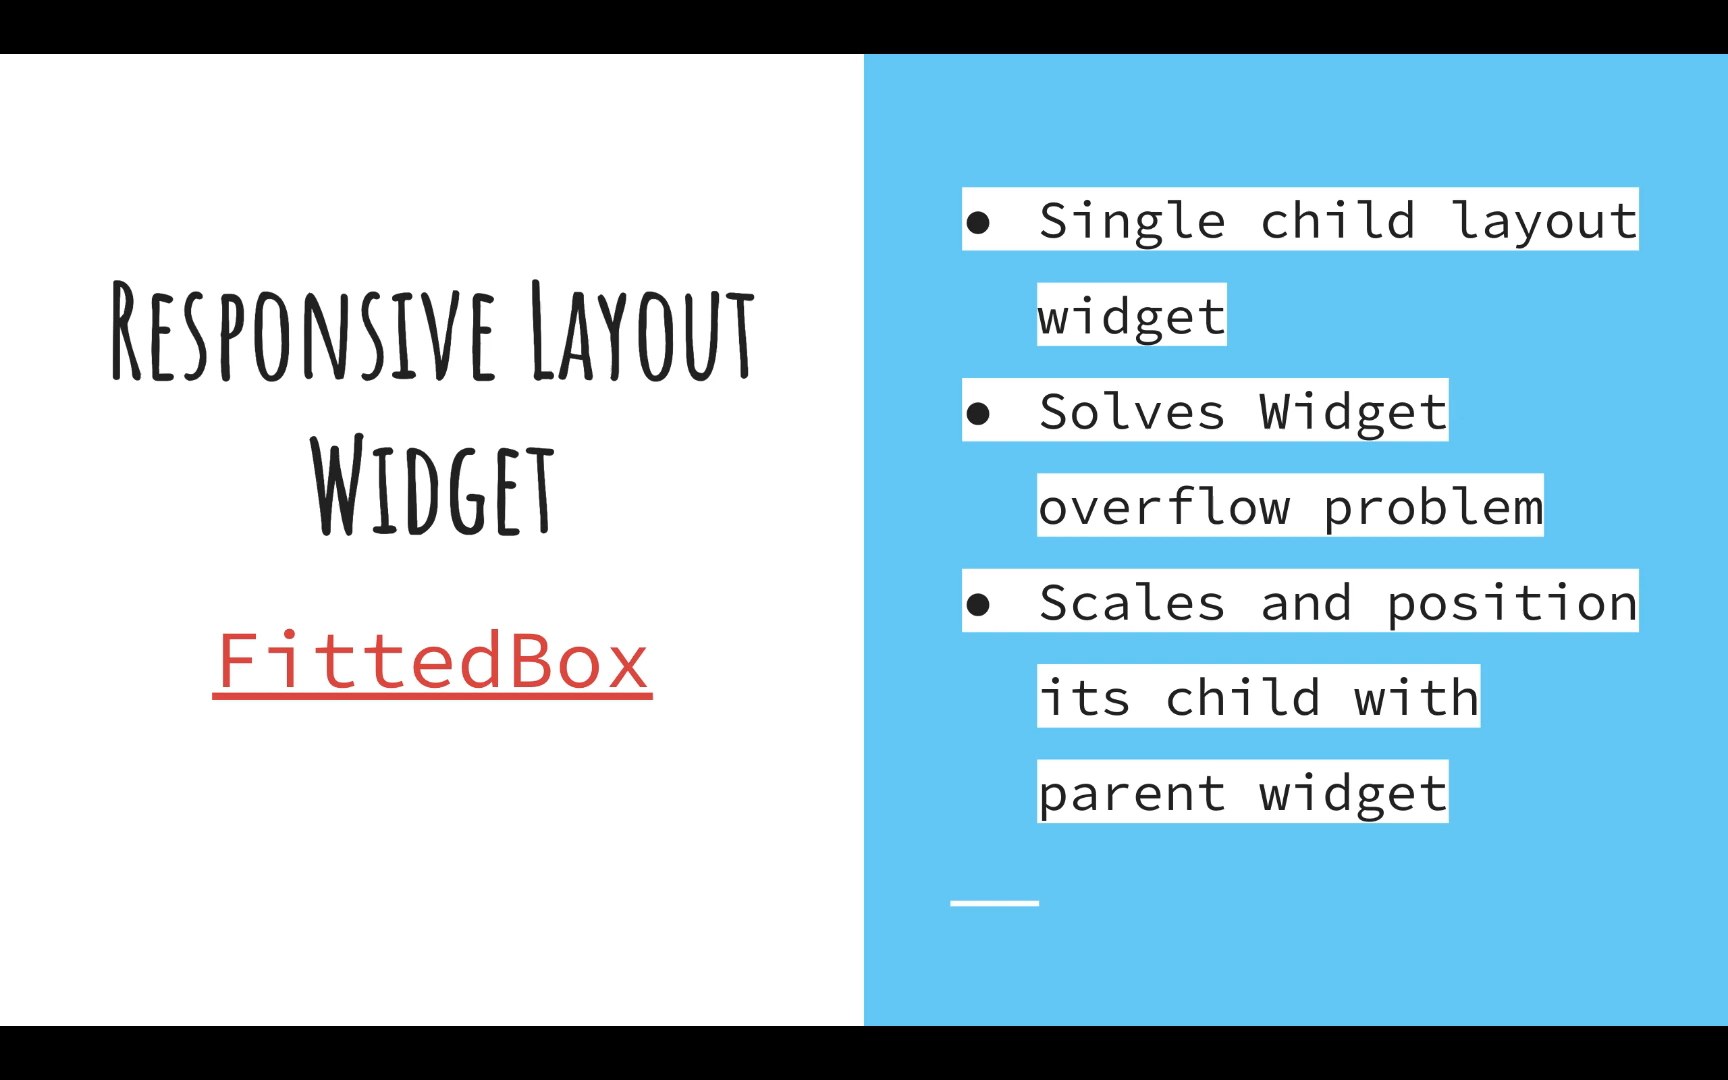 Responsive Layout
Widget
FittedBox
● Single child layout
widget
● Solves Widget
overflow problem
● Scales and position
its child with
parent widget